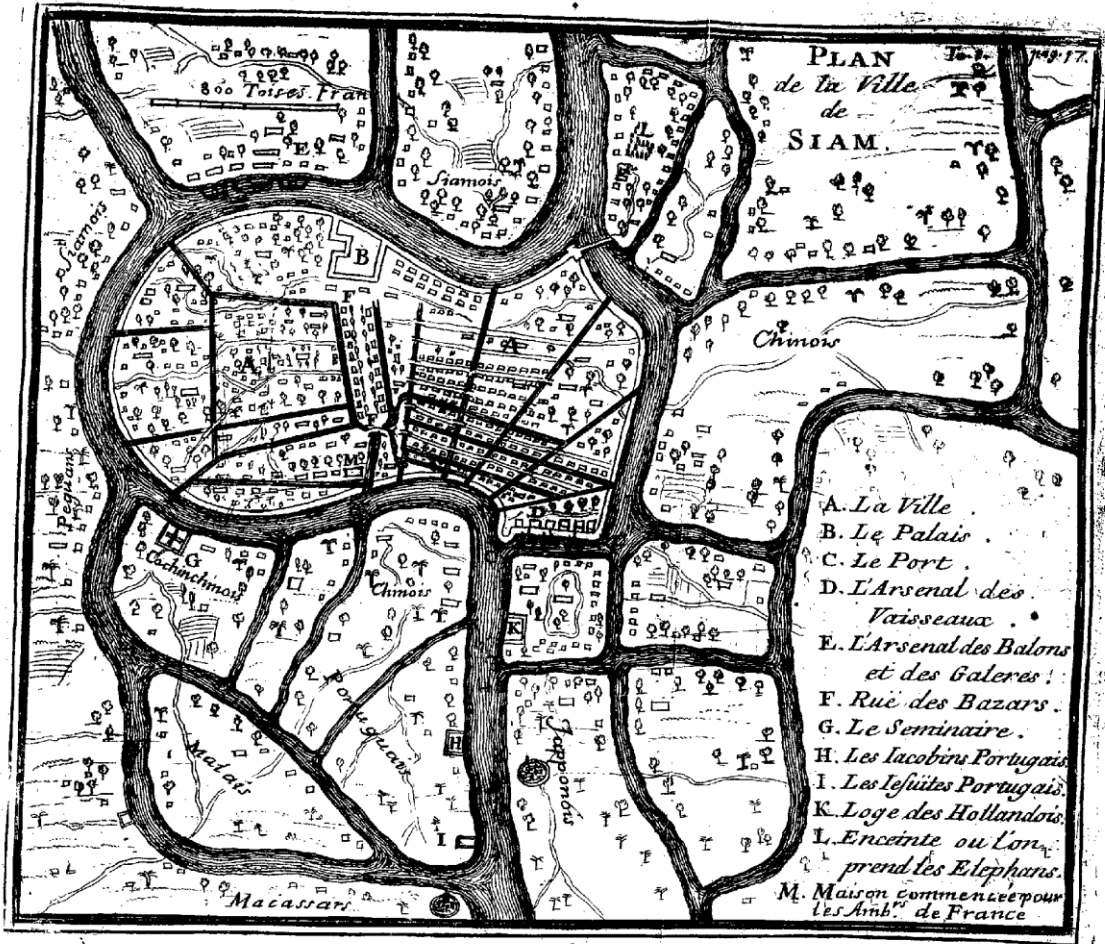 PLAN
de la Ville
de
SIAM.
pag. 17.
800 Toises. Fran
E
Siamois
L
Siamois
B
F
A
A
Chinois
M
D
Pegüans
G
Cochinchinois
Chinois
K
Portuguais
Malais
H
Japponois
I
Macassars
A. La Ville.
B. Le Palais.
C. Le Port.
D. L'Arsenal des
Vaisseaux.
E. L'Arsenal des Balons
et des Galeres.
F. Ruë des Bazars.
G. Le Seminaire.
H. Les Iacobins Portugais.
I. Les Iesuites Portugais.
K. Loge des Hollandois.
L. Enceinte ou l'on
prend les Elephans.
M. Maison commencée pour
les Amb.rs de France